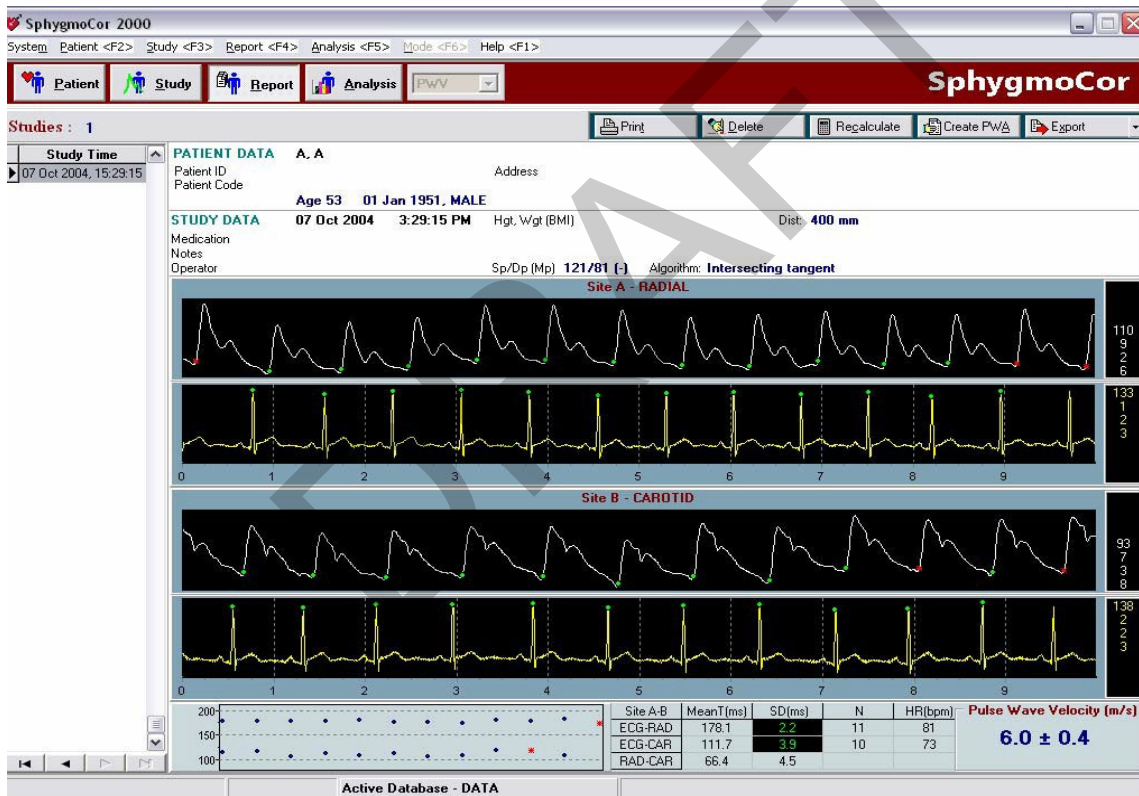 SphygmoCor 2000
System Patient <F2> Study <F3> Report <F4> Analysis <F5> Mode <F6> Help <F1>
Patient Study Report Analysis PWV SphygmoCor
Studies : 1 Print Delete Recalculate Create PWA Export
Study Time
07 Oct 2004, 15:29:15
PATIENT DATA A, A
Patient ID Address
Patient Code
Age 53 01 Jan 1951, MALE
STUDY DATA 07 Oct 2004 3:29:15 PM Hgt, Wgt (BMI) Dist: 400 mm
Medication
Notes
Operator Sp/Dp (Mp) 121/81 (-) Algorithm: Intersecting tangent
Site A - RADIAL
110
9
2
6
133
1
2
3
0 1 2 3 4 5 6 7 8 9
Site B - CAROTID
93
7
3
8
138
2
2
3
0 1 2 3 4 5 6 7 8 9
200
150
100
Site A-B MeanT(ms) SD(ms) N HR(bpm)
ECG-RAD 178.1 2.2 11 81
ECG-CAR 111.7 3.9 10 73
RAD-CAR 66.4 4.5
Pulse Wave Velocity (m/s)
6.0 ± 0.4
Active Database - DATA
DRAFT